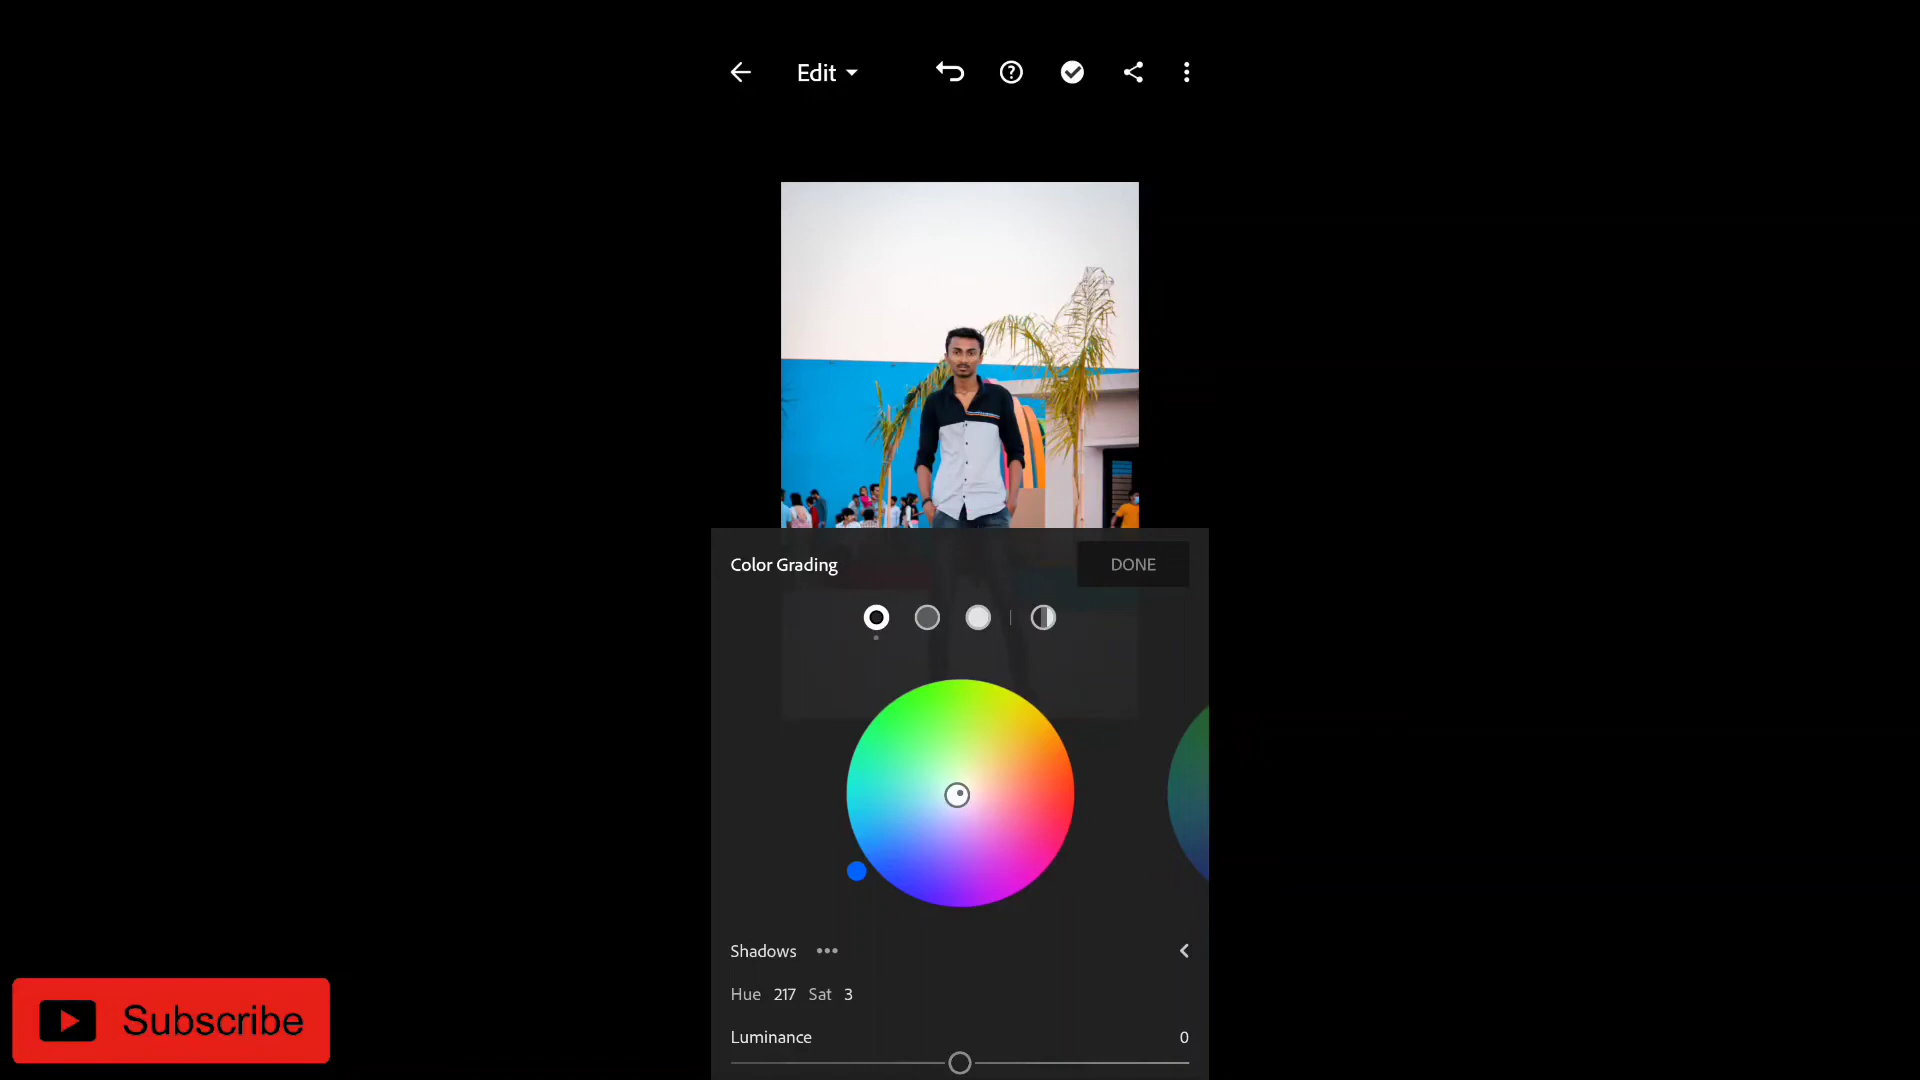 Edit
Color Grading
DONE
Shadows
Hue 217 Sat 3
Luminance 0
Subscribe